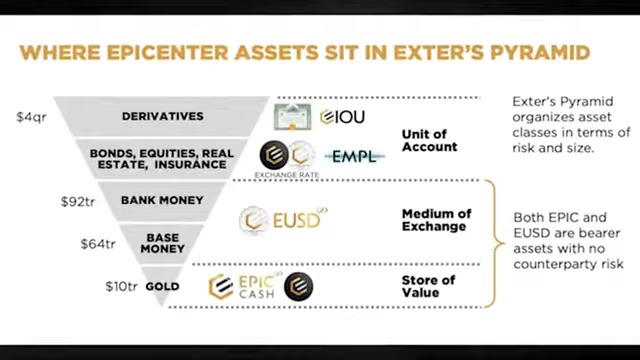 WHERE EPICENTER ASSETS SIT IN EXTER'S PYRAMID
$4qr
DERIVATIVES
BONDS, EQUITIES, REAL
ESTATE, INSURANCE
$92tr
BANK MONEY
$64tr
BASE
MONEY
$10tr
GOLD
EIOU
EXCHANGE RATE
EMPL
EUSD
EPIC
CASH
Unit of
Account
Medium of
Exchange
Store of
Value
Exter's Pyramid
organizes asset
classes in terms of
risk and size.
Both EPIC and
EUSD are bearer
assets with no
counterparty risk